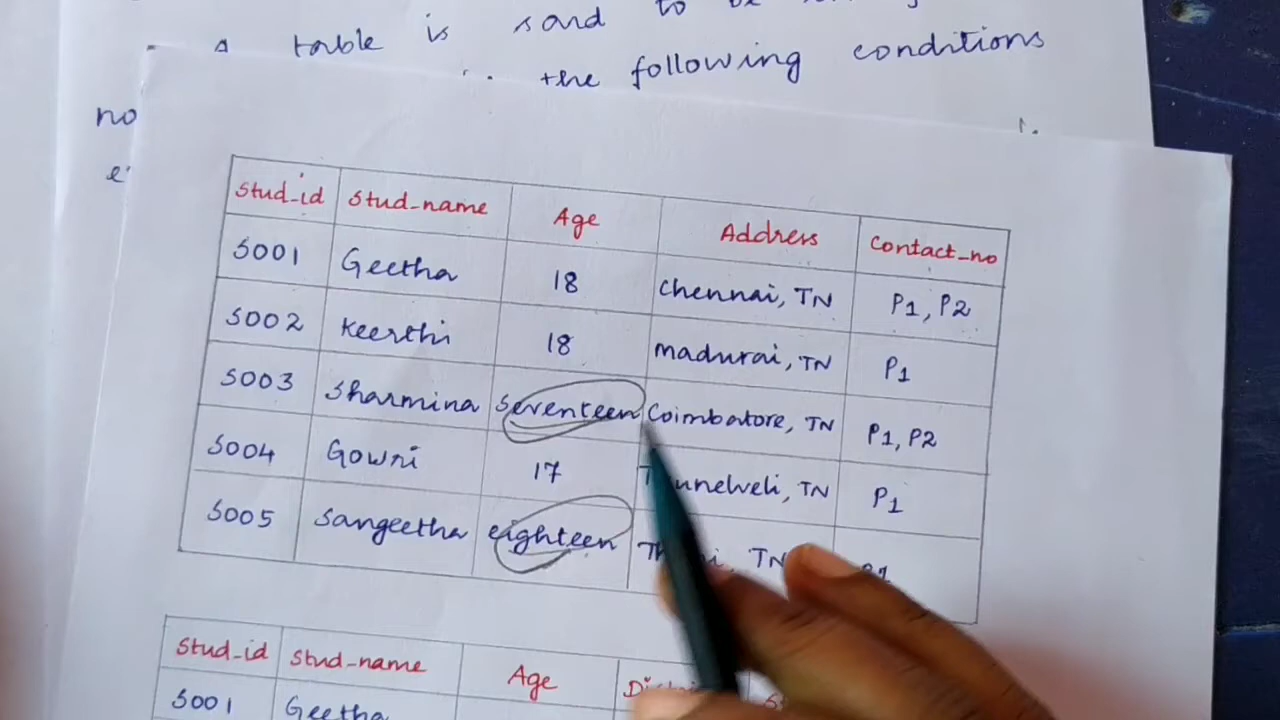 a table is said to be
the following conditions
no
Stud_id Stud_name Age Address Contact_no
S001 Geetha 18 Chennai, TN P1, P2
S002 Keerthi 18 Madurai, TN P1
S003 Sharmina seventeen Coimbatore, TN P1, P2
S004 Gowri 17 TN P1
S005 Sangeetha eighteen TN
Stud_id Stud_name Age
S001 Geetha